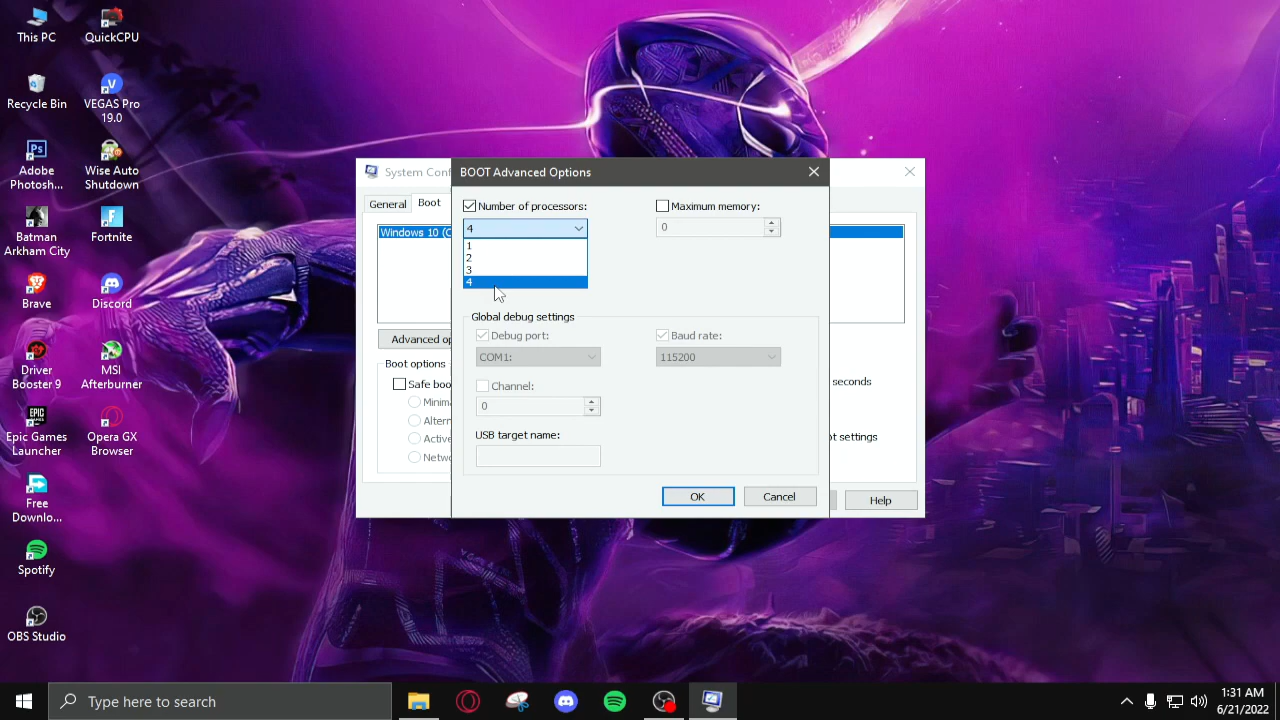 This PC
QuickCPU
Recycle Bin
VEGAS Pro
19.0
Adobe
Photosh...
Wise Auto
Shutdown
Batman
Arkham City
Fortnite
Brave
Discord
Driver
Booster 9
MSI
Afterburner
Epic Games
Launcher
Opera GX
Browser
Free
Downlo...
Spotify
OBS Studio
System Conf
General
Boot
Windows 10 (C
Advanced op
Boot options
Safe boo
Minima
Altern
Active
Netwo
seconds
ot settings
Help
BOOT Advanced Options
Number of processors:
4
1
2
3
4
Maximum memory:
0
Global debug settings
Debug port:
COM1:
Baud rate:
115200
Channel:
0
USB target name:
OK
Cancel
Type here to search
1:31 AM
6/21/2022